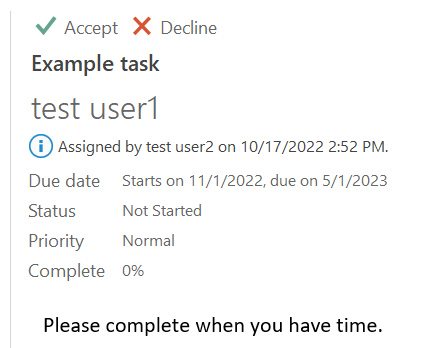 Accept Decline
Example task
test user1
Assigned by test user2 on 10/17/2022 2:52 PM.
Due date Starts on 11/1/2022, due on 5/1/2023
Status Not Started
Priority Normal
Complete 0%
Please complete when you have time.